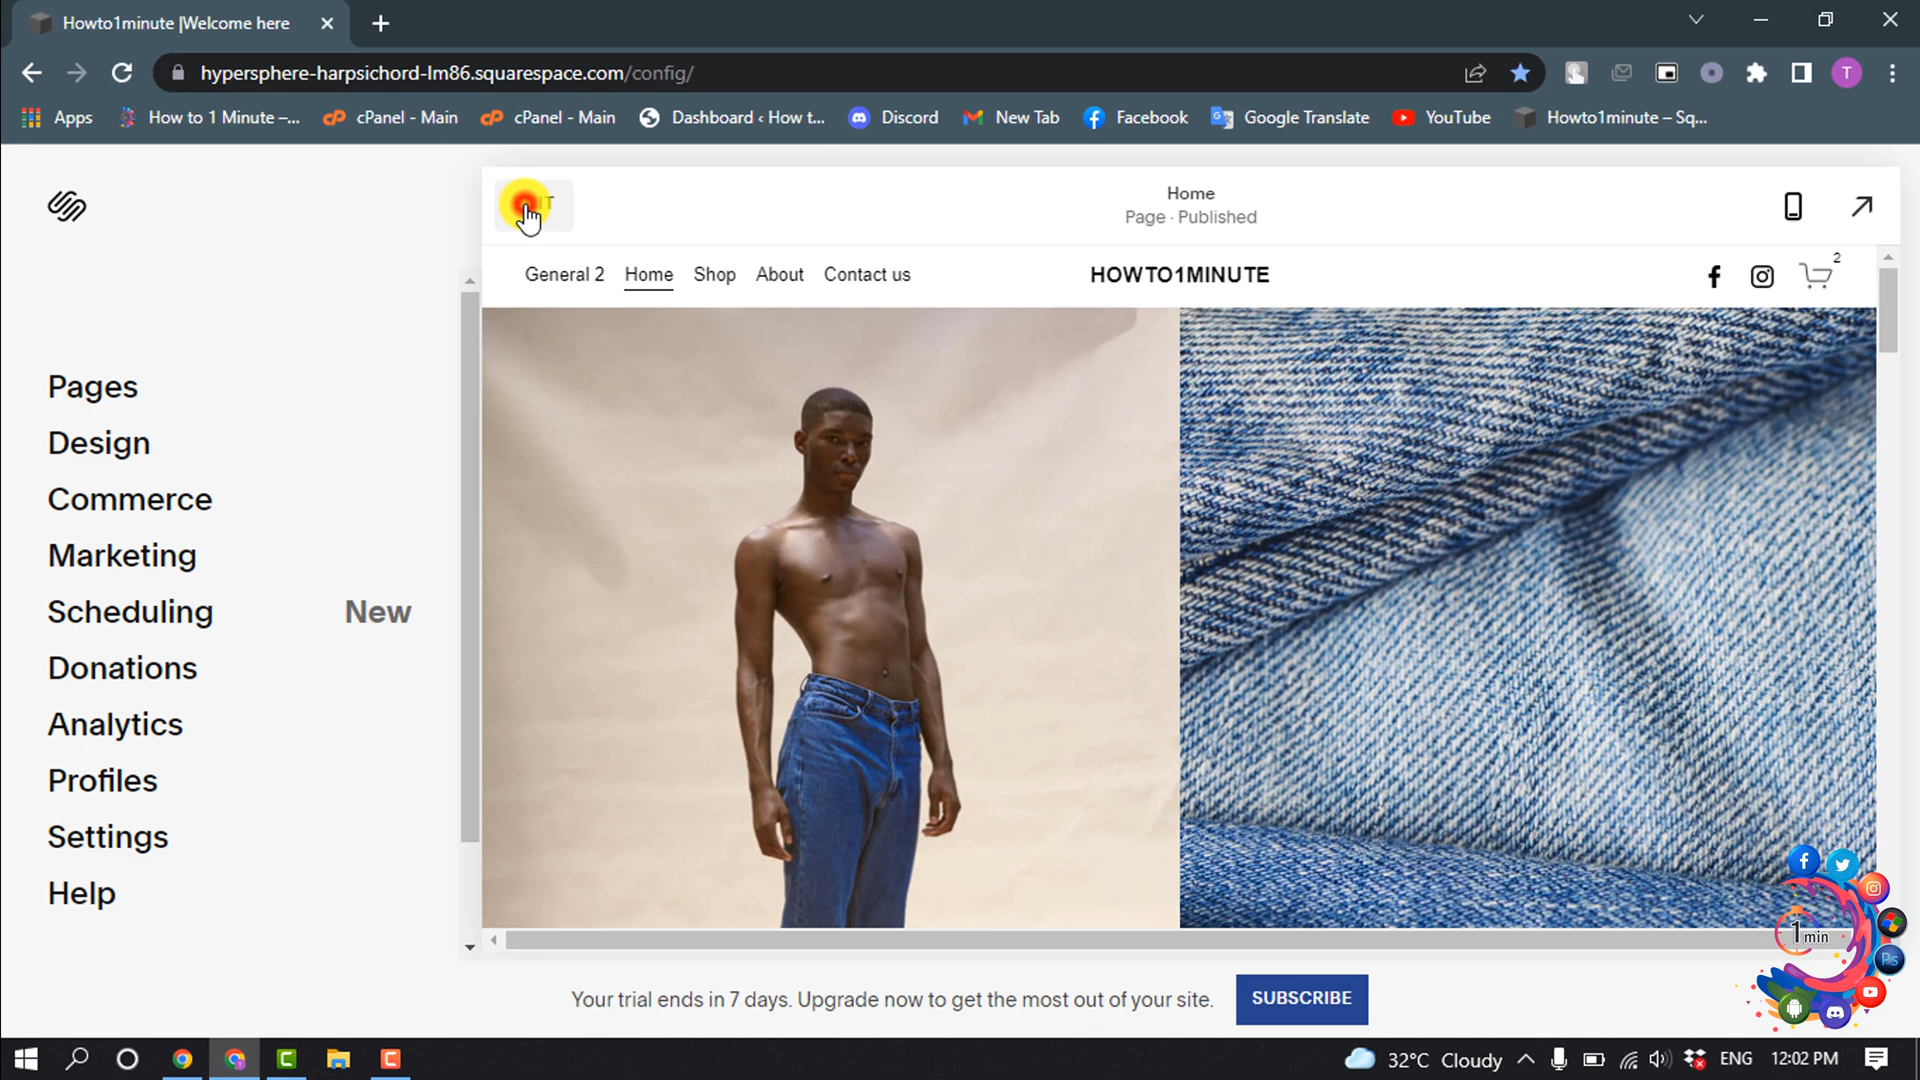 Howto1minute |Welcome here
hypersphere-harpsichord-lm86.squarespace.com/config/
T
Apps
How to 1 Minute –...
cPanel - Main
cPanel - Main
Dashboard ‹ How t...
Discord
New Tab
Facebook
Google Translate
YouTube
Howto1minute – Sq...
Home
Page · Published
General 2
Home
Shop
About
Contact us
HOWTO1MINUTE
2
Pages
Design
Commerce
Marketing
Scheduling
New
Donations
Analytics
Profiles
Settings
Help
1 min
Ps
Your trial ends in 7 days. Upgrade now to get the most out of your site.
SUBSCRIBE
32°C Cloudy
ENG
12:02 PM